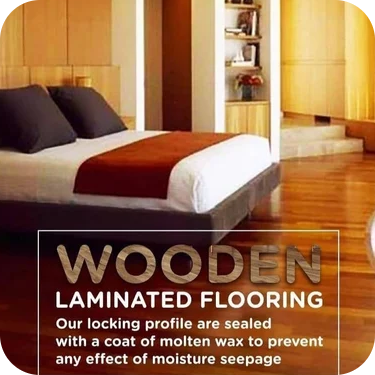 WOODEN
LAMINATED FLOORING
Our locking profile are sealed
with a coat of molten wax to prevent
any effect of moisture seepage